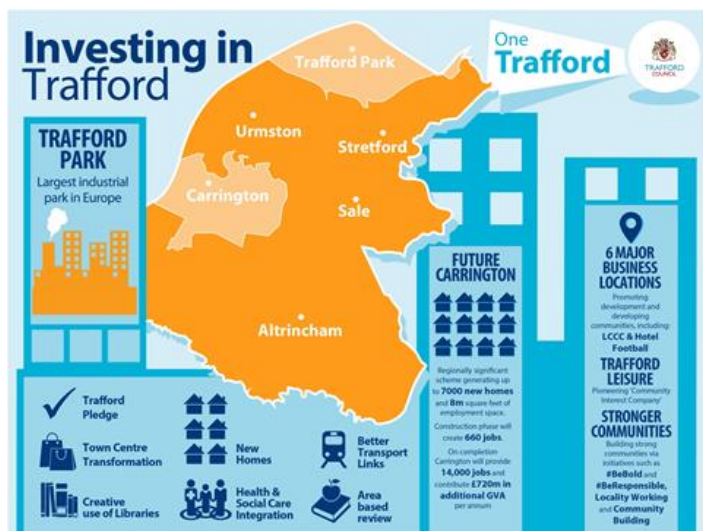 Investing in
Trafford
One
Trafford
TRAFFORD
COUNCIL
Trafford Park
Urmston
Stretford
Carrington
Sale
Altrincham
TRAFFORD
PARK
Largest industrial
park in Europe
FUTURE
CARRINGTON
Regionally significant
scheme generating up
to 7000 new homes
and 8m square feet of
employment space.
Construction phase will
create 660 jobs.
On completion
Carrington will provide
14,000 jobs and
contribute £720m in
additional GVA
per annum
6 MAJOR
BUSINESS
LOCATIONS
Promoting
development and
developing
communities, including:
LCCC & Hotel
Football
TRAFFORD
LEISURE
Pioneering 'Community
Interest Company'
STRONGER
COMMUNITIES
Building strong
communities via
initiatives such as
#BeBold and
#BeResponsible,
Locality Working
and Community
Building
Trafford
Pledge
Town Centre
Transformation
Creative
use of Libraries
New
Homes
Health &
Social Care
Integration
Better
Transport
Links
Area
based
review